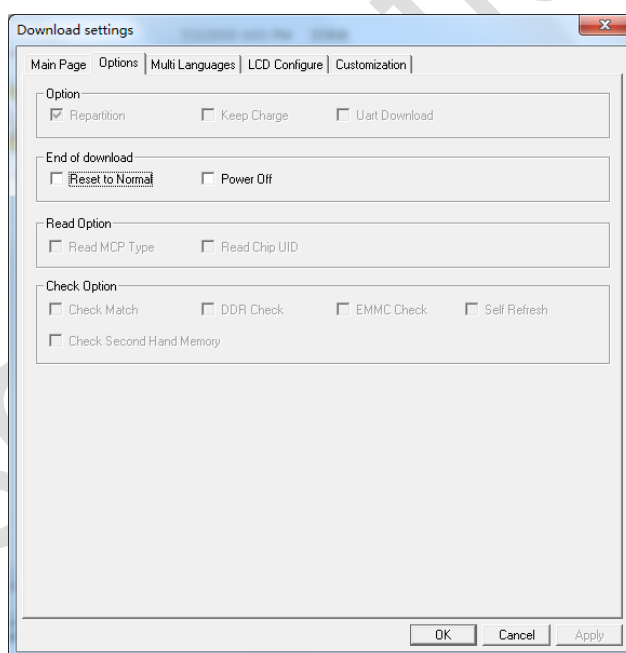 Download settings
Main Page Options Multi Languages LCD Configure Customization
Option
Repartition Keep Charge Uart Download
End of download
Reset to Normal Power Off
Read Option
Read MCP Type Read Chip UID
Check Option
Check Match DDR Check EMMC Check Self Refresh
Check Second Hand Memory
OK Cancel Apply